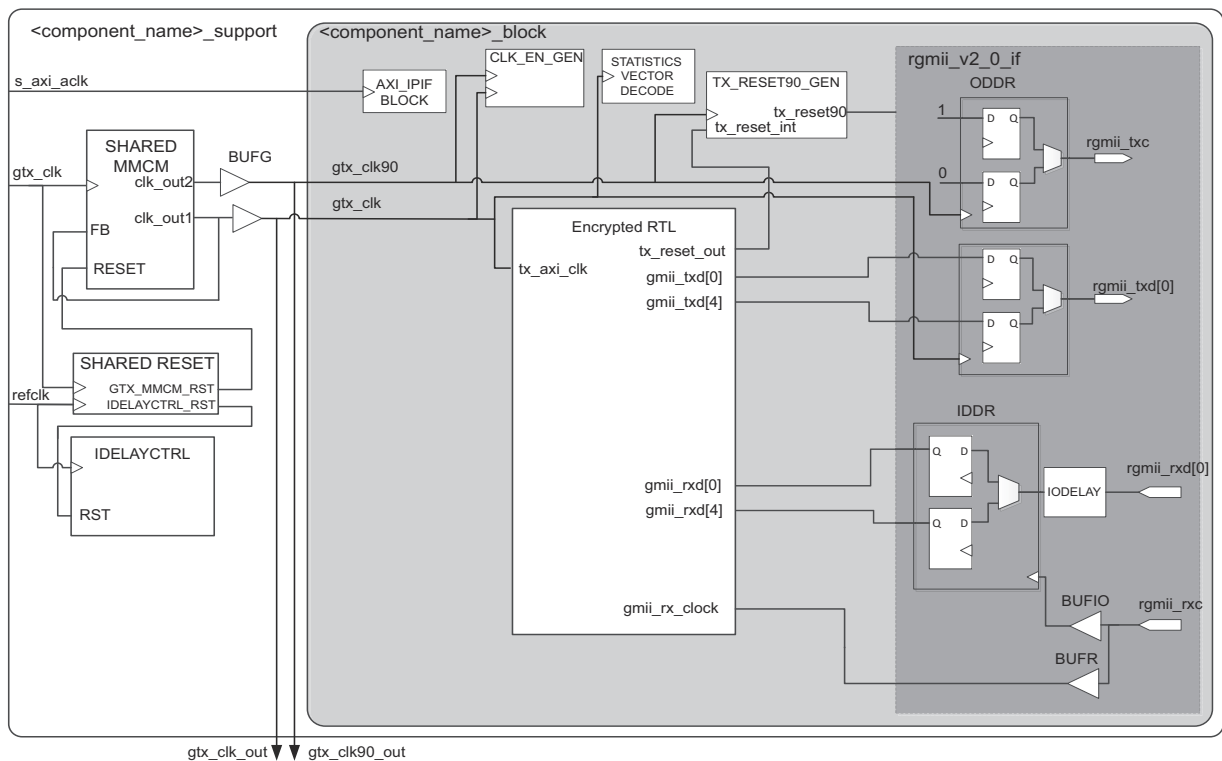 <component_name>_support
<component_name>_block
s_axi_aclk
AXI_IPIF
BLOCK
CLK_EN_GEN
STATISTICS
VECTOR
DECODE
TX_RESET90_GEN
tx_reset90
tx_reset_int
rgmii_v2_0_if
ODDR
1
D
Q
0
D
Q
rgmii_txc
SHARED
MMCM
gtx_clk
clk_out2
clk_out1
FB
RESET
BUFG
gtx_clk90
gtx_clk
Encrypted RTL
tx_reset_out
tx_axi_clk
gmii_txd[0]
gmii_txd[4]
D
Q
D
Q
rgmii_txd[0]
SHARED RESET
GTX_MMCM_RST
IDELAYCTRL_RST
refclk
IDELAYCTRL
RST
gmii_rxd[0]
gmii_rxd[4]
gmii_rx_clock
IDDR
Q
D
Q
D
IODELAY
rgmii_rxd[0]
BUFIO
rgmii_rxc
BUFR
gtx_clk_out
gtx_clk90_out